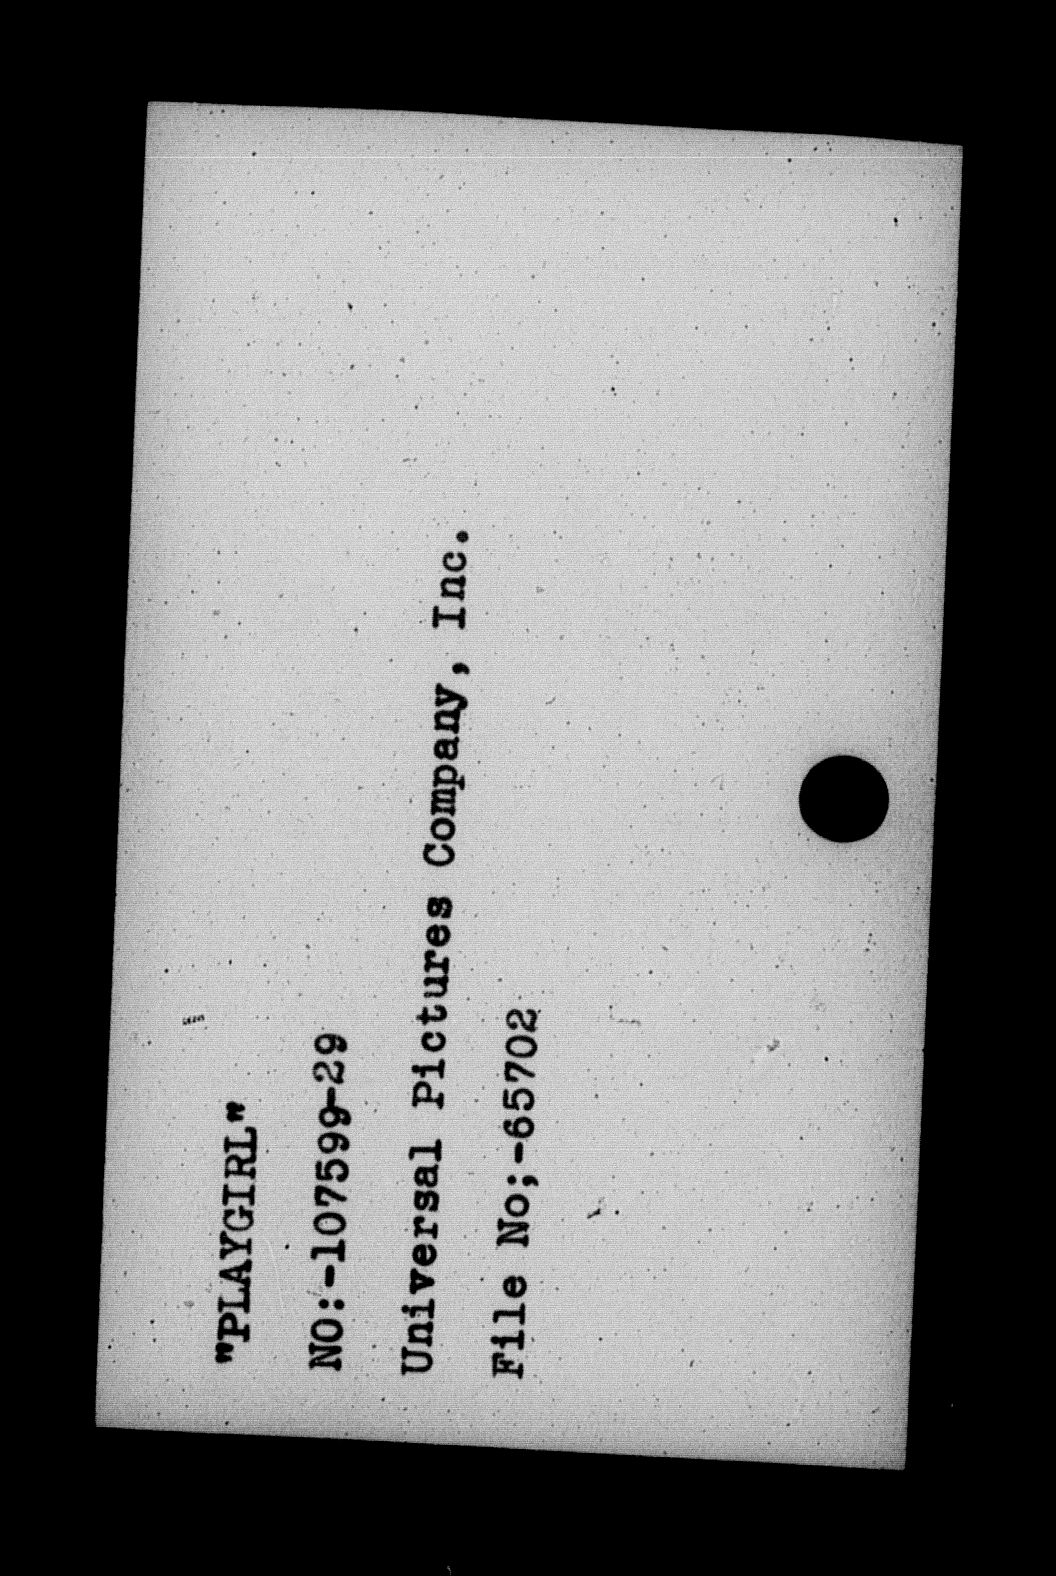 "PLAYGIRL"
NO:-107599-29
Universal Pictures Company, Inc.
File No;-65702